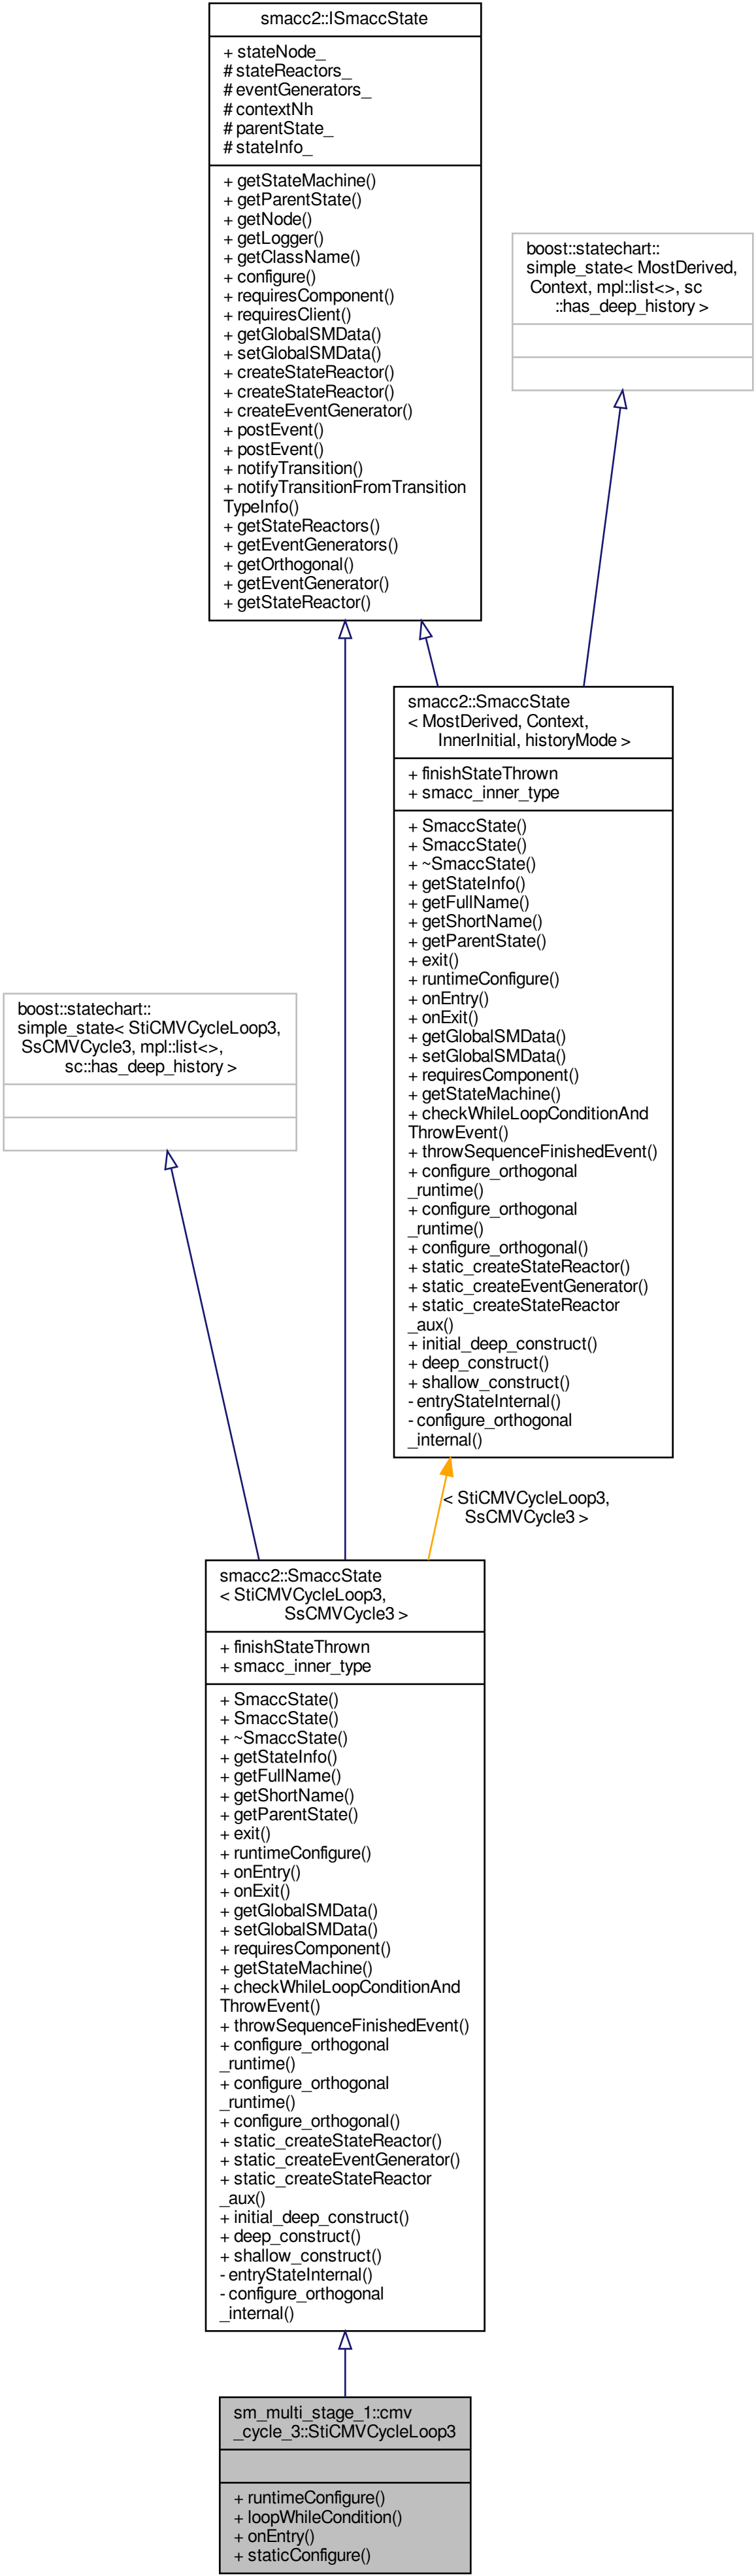 smacc2::ISmaccState
+ stateNode_
# stateReactors_
# eventGenerators_
# contextNh
# parentState_
# stateInfo_
+ getStateMachine()
+ getParentState()
+ getNode()
+ getLogger()
+ getClassName()
+ configure()
+ requiresComponent()
+ requiresClient()
+ getGlobalSMData()
+ setGlobalSMData()
+ createStateReactor()
+ createStateReactor()
+ createEventGenerator()
+ postEvent()
+ postEvent()
+ notifyTransition()
+ notifyTransitionFromTransition
TypeInfo()
+ getStateReactors()
+ getEventGenerators()
+ getOrthogonal()
+ getEventGenerator()
+ getStateReactor()
boost::statechart::
simple_state< MostDerived,
Context, mpl::list<>, sc
::has_deep_history >
smacc2::SmaccState
< MostDerived, Context,
InnerInitial, historyMode >
+ finishStateThrown
+ smacc_inner_type
+ SmaccState()
+ SmaccState()
+ ~SmaccState()
+ getStateInfo()
+ getFullName()
+ getShortName()
+ getParentState()
+ exit()
+ runtimeConfigure()
+ onEntry()
+ onExit()
+ getGlobalSMData()
+ setGlobalSMData()
+ requiresComponent()
+ getStateMachine()
+ checkWhileLoopConditionAnd
ThrowEvent()
+ throwSequenceFinishedEvent()
+ configure_orthogonal
_runtime()
+ configure_orthogonal
_runtime()
+ configure_orthogonal()
+ static_createStateReactor()
+ static_createEventGenerator()
+ static_createStateReactor
_aux()
+ initial_deep_construct()
+ deep_construct()
+ shallow_construct()
- entryStateInternal()
- configure_orthogonal
_internal()
boost::statechart::
simple_state< StiCMVCycleLoop3,
SsCMVCycle3, mpl::list<>,
sc::has_deep_history >
< StiCMVCycleLoop3,
SsCMVCycle3 >
smacc2::SmaccState
< StiCMVCycleLoop3,
SsCMVCycle3 >
+ finishStateThrown
+ smacc_inner_type
+ SmaccState()
+ SmaccState()
+ ~SmaccState()
+ getStateInfo()
+ getFullName()
+ getShortName()
+ getParentState()
+ exit()
+ runtimeConfigure()
+ onEntry()
+ onExit()
+ getGlobalSMData()
+ setGlobalSMData()
+ requiresComponent()
+ getStateMachine()
+ checkWhileLoopConditionAnd
ThrowEvent()
+ throwSequenceFinishedEvent()
+ configure_orthogonal
_runtime()
+ configure_orthogonal
_runtime()
+ configure_orthogonal()
+ static_createStateReactor()
+ static_createEventGenerator()
+ static_createStateReactor
_aux()
+ initial_deep_construct()
+ deep_construct()
+ shallow_construct()
- entryStateInternal()
- configure_orthogonal
_internal()
sm_multi_stage_1::cmv
_cycle_3::StiCMVCycleLoop3
+ runtimeConfigure()
+ loopWhileCondition()
+ onEntry()
+ staticConfigure()